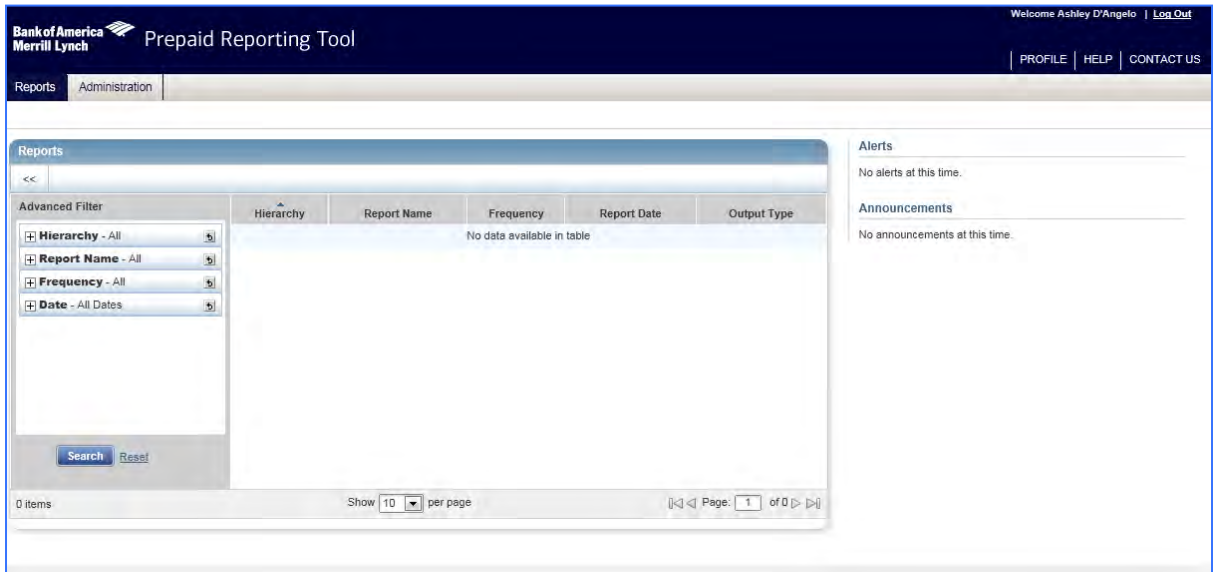 Welcome Ashley D'Angelo | Log Out
Bank of America
Merrill Lynch
Prepaid Reporting Tool
PROFILE | HELP | CONTACT US
Reports Administration
Reports
<<
Advanced Filter
Hierarchy - All
Report Name - All
Frequency - All
Date - All Dates
Search Reset
Hierarchy Report Name Frequency Report Date Output Type
No data available in table
0 items Show 10 per page Page: 1 of 0
Alerts
No alerts at this time.
Announcements
No announcements at this time.